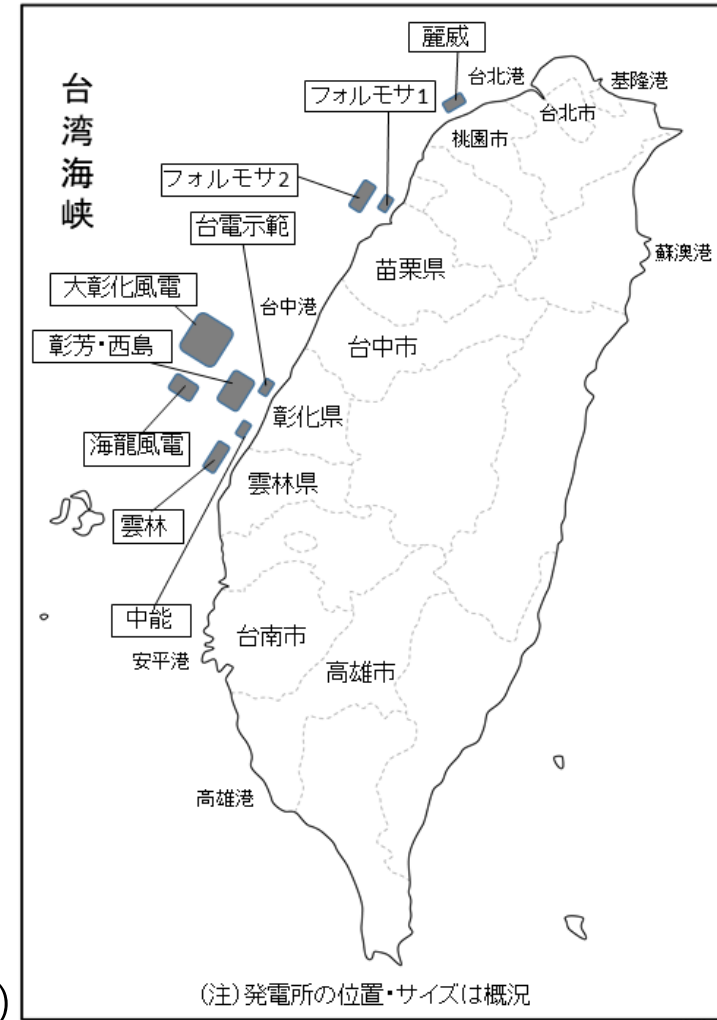 麗威
台北港
基隆港
フォルモサ1
台北市
桃園市
台湾海峡
フォルモサ2
台電示範
苗栗県
蘇澳港
大彰化風電
台中港
彰芳・西島
台中市
彰化県
海龍風電
雲林県
雲林
中能
台南市
安平港
高雄市
高雄港
(注)発電所の位置・サイズは概況
)